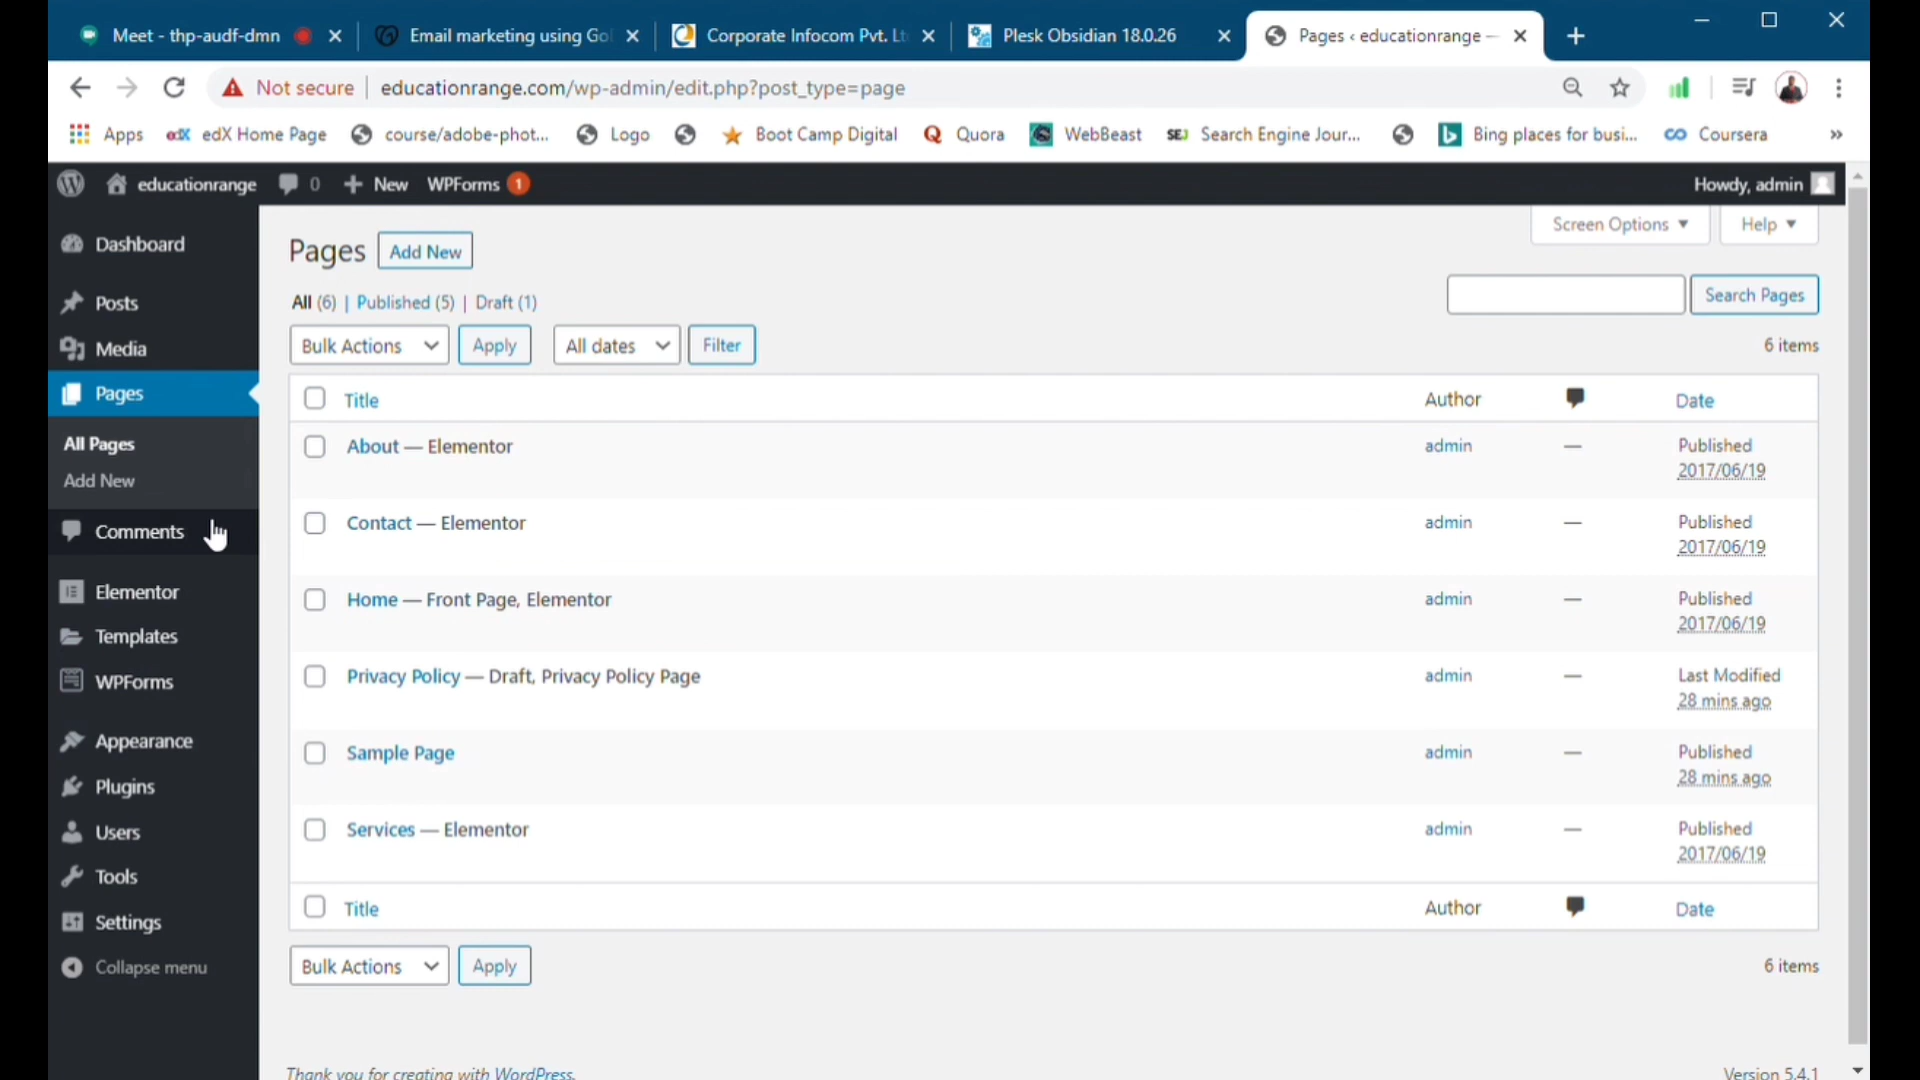 Meet - thp-audf-dmn
Email marketing using Go
Corporate Infocom Pvt. Lt
Plesk Obsidian 18.0.26
Pages ‹ educationrange —
Not secure
educationrange.com/wp-admin/edit.php?post_type=page
Apps
edX edX Home Page
course/adobe-phot...
Logo
Boot Camp Digital
Quora
WebBeast
SEJ Search Engine Jour...
Bing places for busi...
Coursera
»
educationrange
0
New
WPForms 1
Howdy, admin
Screen Options
Help
Dashboard
Posts
Media
Pages
All Pages
Add New
Comments
Elementor
Templates
WPForms
Appearance
Plugins
Users
Tools
Settings
Collapse menu
Pages Add New
All (6) | Published (5) | Draft (1)
Search Pages
Bulk Actions Apply All dates Filter
6 items
Title Author Date
About — Elementor admin — Published
2017/06/19
Contact — Elementor admin — Published
2017/06/19
Home — Front Page, Elementor admin — Published
2017/06/19
Privacy Policy — Draft, Privacy Policy Page admin — Last Modified
28 mins ago
Sample Page admin — Published
28 mins ago
Services — Elementor admin — Published
2017/06/19
Title Author Date
Bulk Actions Apply
6 items
Thank you for creating with WordPress.
Version 5.4.1